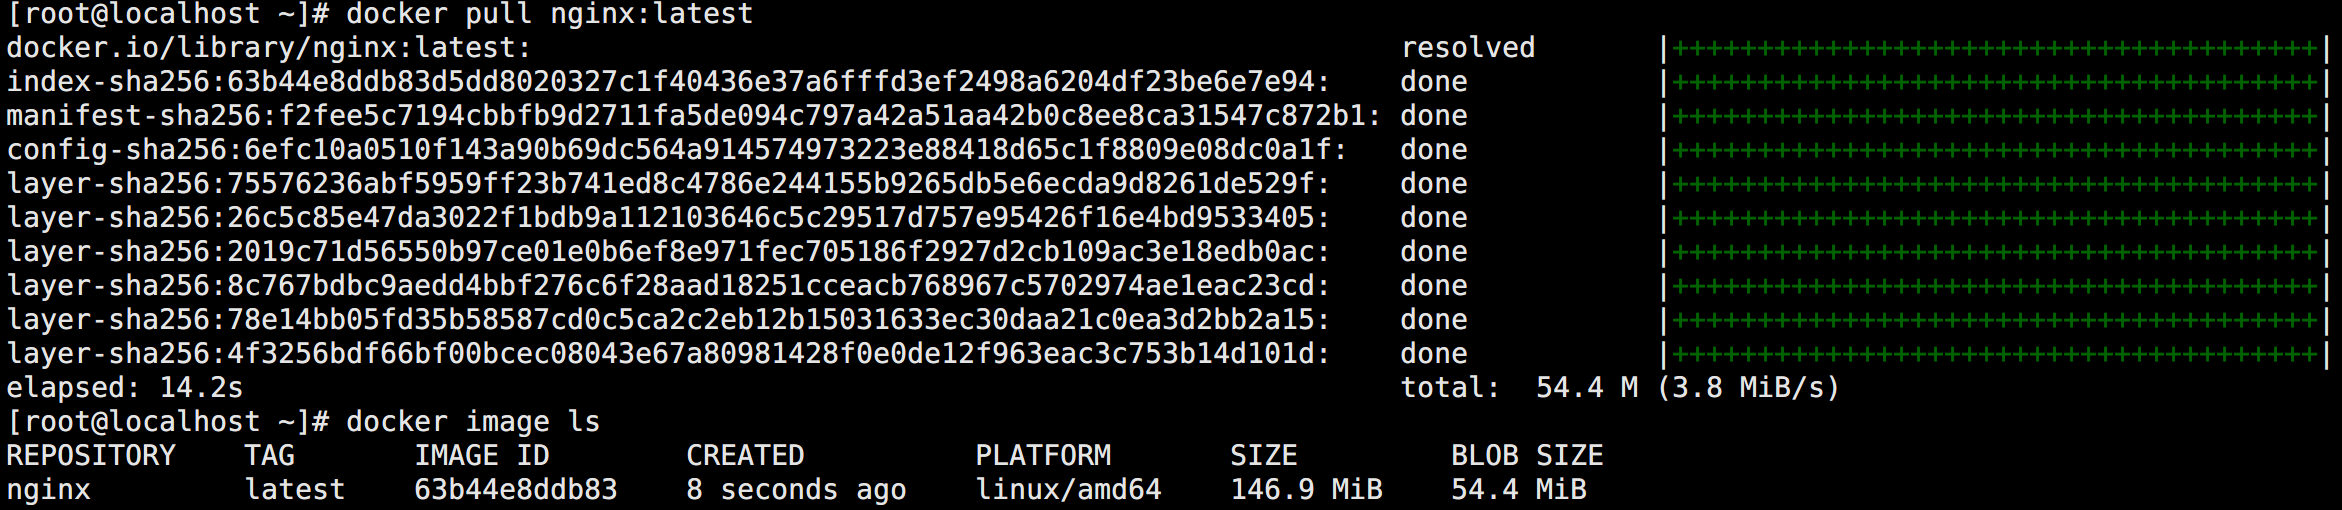 [root@localhost ~]# docker pull nginx:latest
docker.io/library/nginx:latest: resolved |++++++++++++++++++++++++++++++++++++++|
index-sha256:63b44e8ddb83d5dd8020327c1f40436e37a6fffd3ef2498a6204df23be6e7e94: done |++++++++++++++++++++++++++++++++++++++|
manifest-sha256:f2fee5c7194cbbfb9d2711fa5de094c797a42a51aa42b0c8ee8ca31547c872b1: done |++++++++++++++++++++++++++++++++++++++|
config-sha256:6efc10a0510f143a90b69dc564a914574973223e88418d65c1f8809e08dc0a1f: done |++++++++++++++++++++++++++++++++++++++|
layer-sha256:75576236abf5959ff23b741ed8c4786e244155b9265db5e6ecda9d8261de529f: done |++++++++++++++++++++++++++++++++++++++|
layer-sha256:26c5c85e47da3022f1bdb9a112103646c5c29517d757e95426f16e4bd9533405: done |++++++++++++++++++++++++++++++++++++++|
layer-sha256:2019c71d56550b97ce01e0b6ef8e971fec705186f2927d2cb109ac3e18edb0ac: done |++++++++++++++++++++++++++++++++++++++|
layer-sha256:8c767bdbc9aedd4bbf276c6f28aad18251cceacb768967c5702974ae1eac23cd: done |++++++++++++++++++++++++++++++++++++++|
layer-sha256:78e14bb05fd35b58587cd0c5ca2c2eb12b15031633ec30daa21c0ea3d2bb2a15: done |++++++++++++++++++++++++++++++++++++++|
layer-sha256:4f3256bdf66bf00bcec08043e67a80981428f0e0de12f963eac3c753b14d101d: done |++++++++++++++++++++++++++++++++++++++|
elapsed: 14.2s total: 54.4 M (3.8 MiB/s)
[root@localhost ~]# docker image ls
REPOSITORY TAG IMAGE ID CREATED PLATFORM SIZE BLOB SIZE
nginx latest 63b44e8ddb83 8 seconds ago linux/amd64 146.9 MiB 54.4 MiB